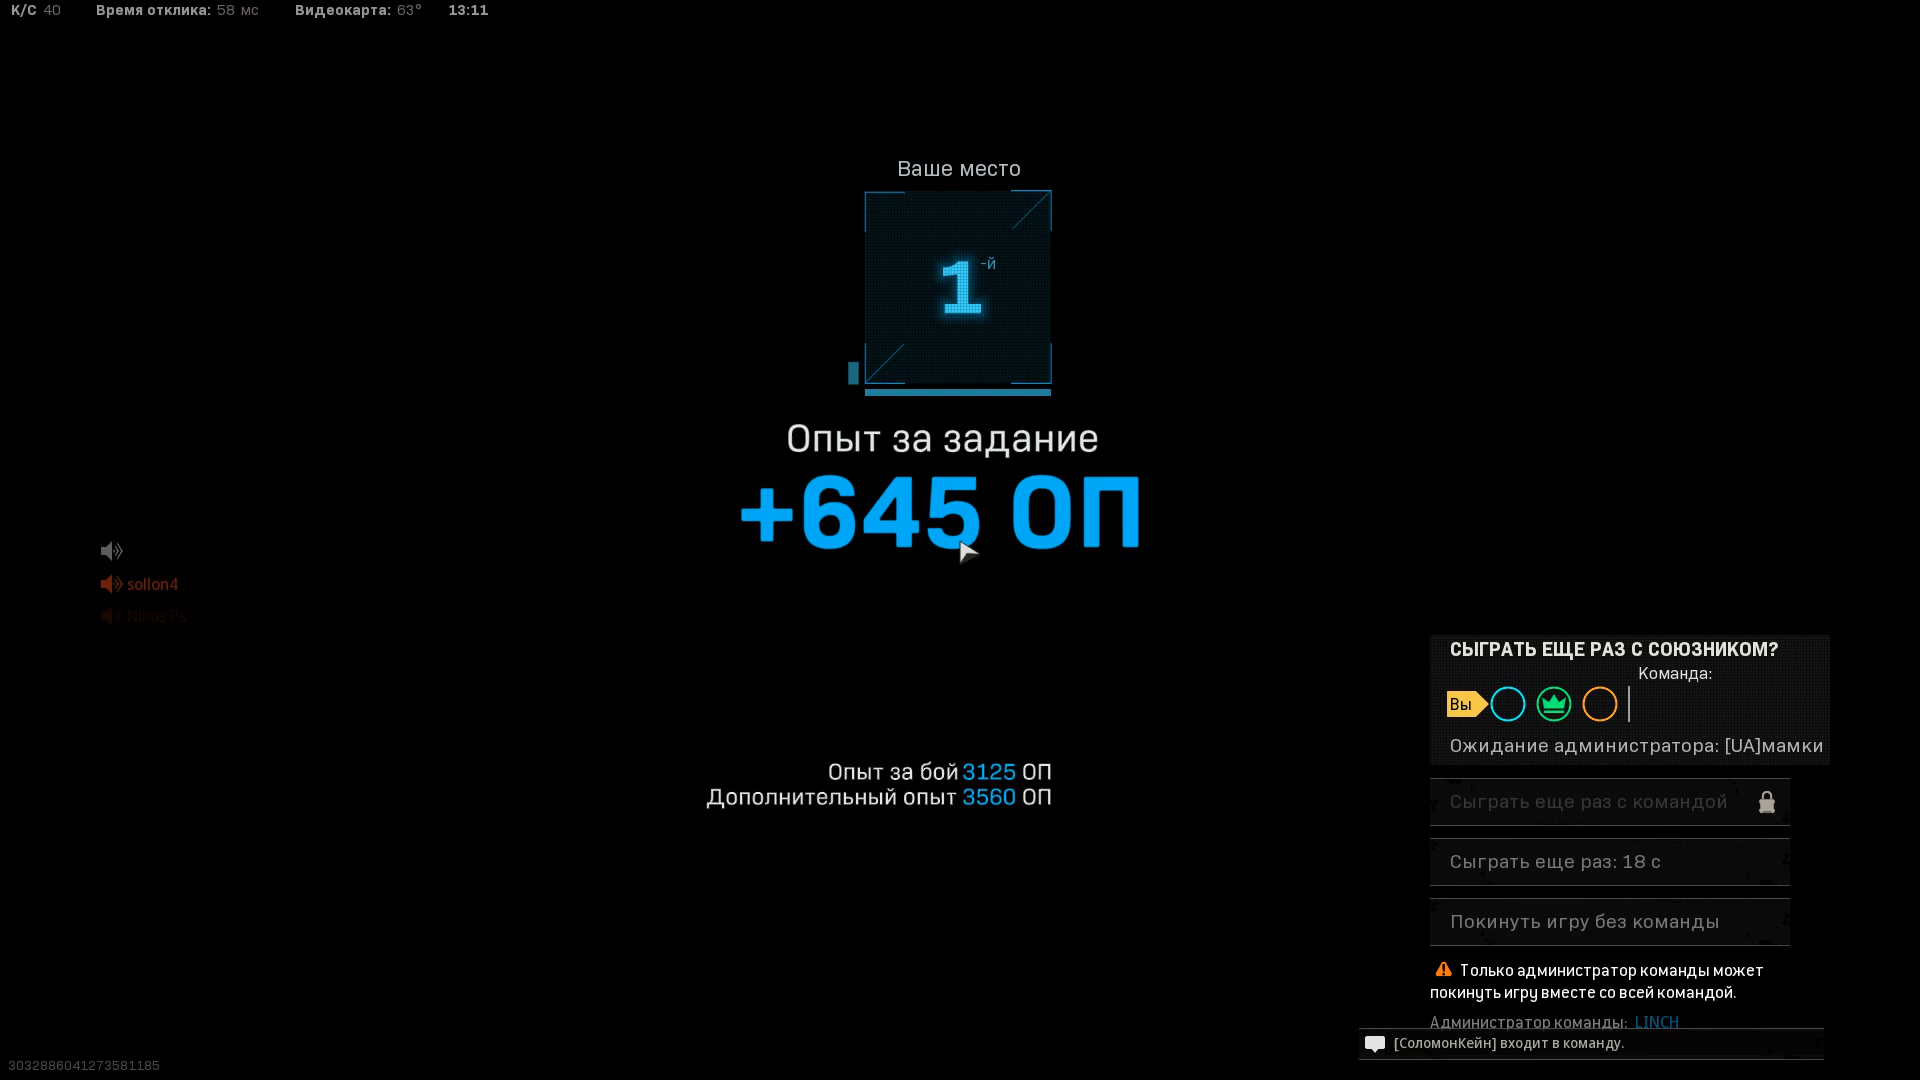 К/С 40 Время отклика: 58 мс Видеокарта: 63° 13:11
Ваше место
1-й
Опыт за задание
+645 ОП
sollon4
Nikos Ps
СЫГРАТЬ ЕЩЕ РАЗ С СОЮЗНИКОМ?
Команда:
Вы
Ожидание администратора: [UA]мамки
Опыт за бой 3125 ОП
Дополнительный опыт 3560 ОП
Сыграть еще раз с командой
Сыграть еще раз: 18 с
Покинуть игру без команды
Только администратор команды может
покинуть игру вместе со всей командой.
Администратор команды: LINCH
[СоломонКейн] входит в команду.
3032886041273581185